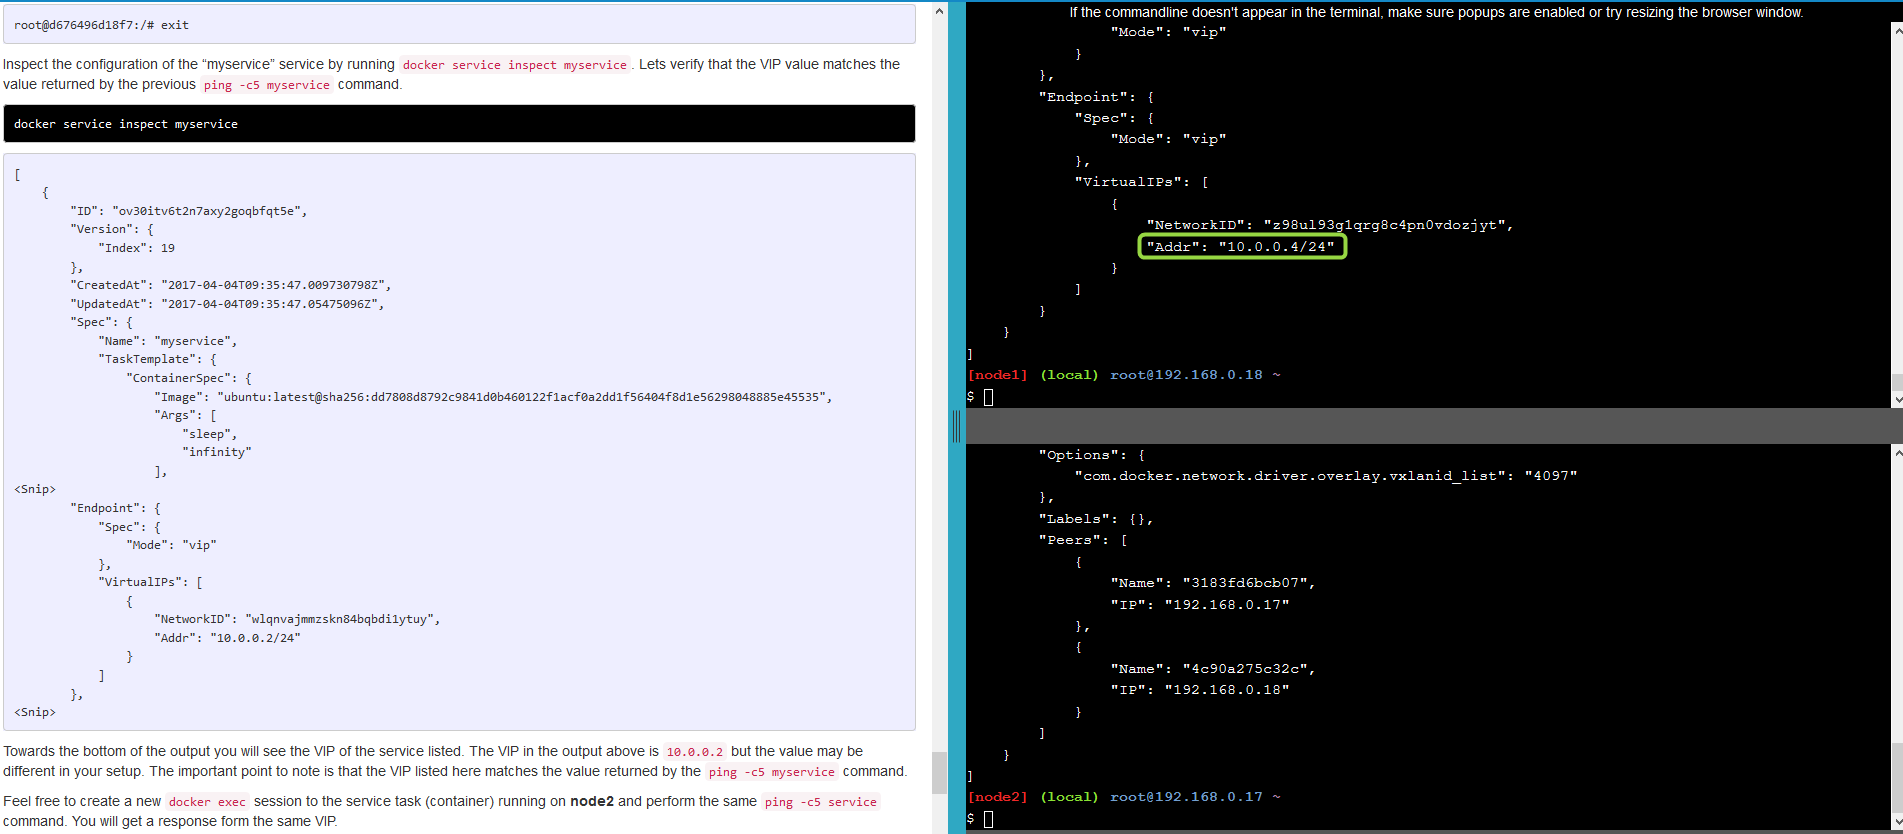 root@d676496d18f7:/# exit
Inspect the configuration of the “myservice” service by running docker service inspect myservice . Lets verify that the VIP value matches the
value returned by the previous ping -c5 myservice command.
docker service inspect myservice
[
    {
        "ID": "ov30itv6t2n7axy2goqbfqt5e",
        "Version": {
            "Index": 19
        },
        "CreatedAt": "2017-04-04T09:35:47.009730798Z",
        "UpdatedAt": "2017-04-04T09:35:47.05475096Z",
        "Spec": {
            "Name": "myservice",
            "TaskTemplate": {
                "ContainerSpec": {
                    "Image": "ubuntu:latest@sha256:dd7808d8792c9841d0b460122f1acf0a2dd1f56404f8d1e56298048885e45535",
                    "Args": [
                        "sleep",
                        "infinity"
                    ],
<Snip>
        "Endpoint": {
            "Spec": {
                "Mode": "vip"
            },
            "VirtualIPs": [
                {
                    "NetworkID": "wlqnvajmmzskn84bqbdi1ytuy",
                    "Addr": "10.0.0.2/24"
                }
            ]
        },
<Snip>
Towards the bottom of the output you will see the VIP of the service listed. The VIP in the output above is 10.0.0.2 but the value may be
different in your setup. The important point to note is that the VIP listed here matches the value returned by the ping -c5 myservice command.
Feel free to create a new docker exec session to the service task (container) running on node2 and perform the same ping -c5 service
command. You will get a response form the same VIP.
If the commandline doesn't appear in the terminal, make sure popups are enabled or try resizing the browser window.
                "Mode": "vip"
            }
        },
        "Endpoint": {
            "Spec": {
                "Mode": "vip"
            },
            "VirtualIPs": [
                {
                    "NetworkID": "z98ul93g1qrg8c4pn0vdozjyt",
                    "Addr": "10.0.0.4/24"
                }
            ]
        }
    }
]
[node1] (local) root@192.168.0.18 ~
$
        "Options": {
            "com.docker.network.driver.overlay.vxlanid_list": "4097"
        },
        "Labels": {},
        "Peers": [
            {
                "Name": "3183fd6bcb07",
                "IP": "192.168.0.17"
            },
            {
                "Name": "4c90a275c32c",
                "IP": "192.168.0.18"
            }
        ]
    }
]
[node2] (local) root@192.168.0.17 ~
$